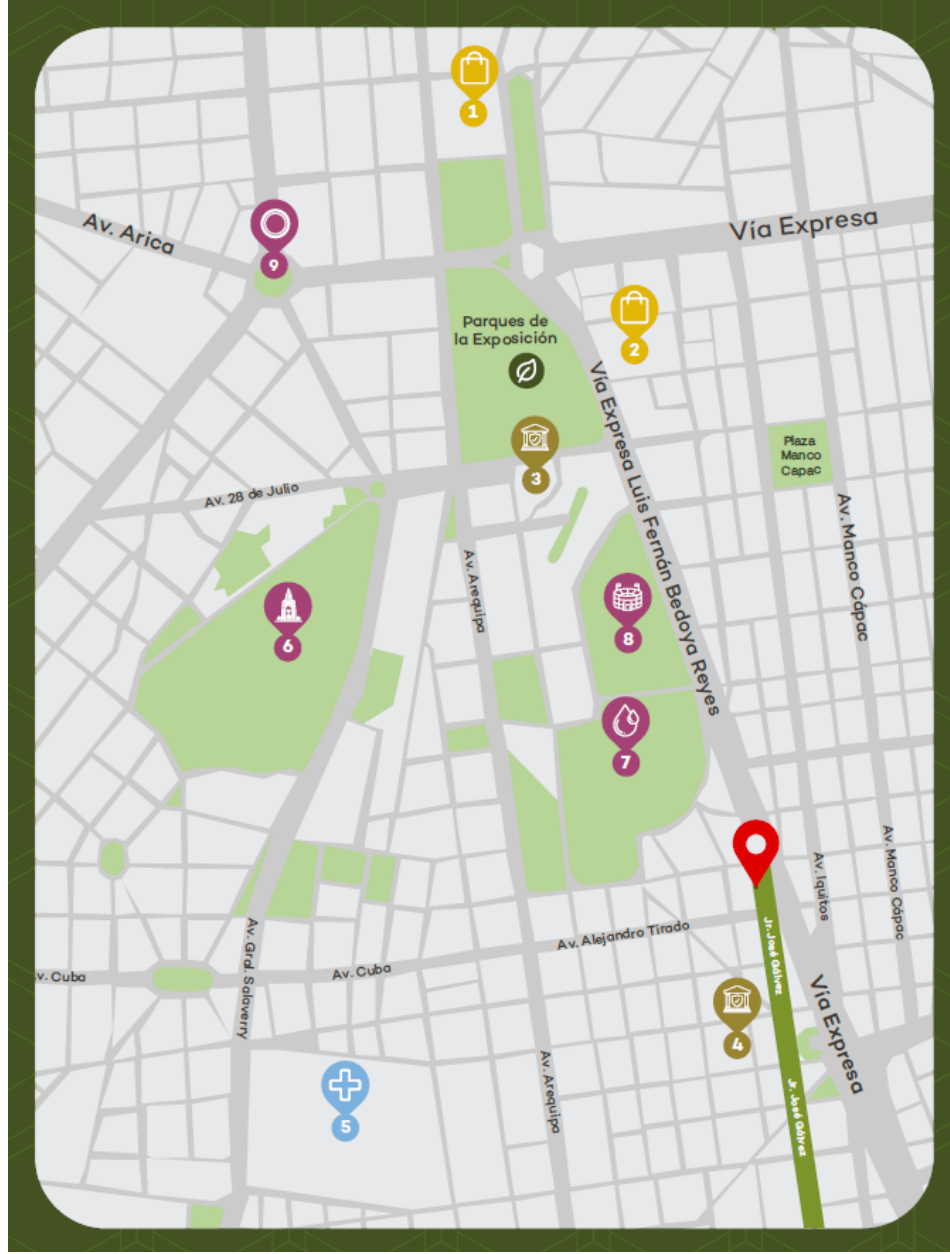 1
Av. Arica
Vía Expresa
9
2
Parques de
la Exposición
Vía Expresa Luis Fernán Bedoya Reyes
3
Plaza
Manco
Capac
Av. 28 de Julio
Av. Manco Cápac
Av. Arequipa
6
8
7
Av. Iquitos
Av. Manco Cápac
Jr. José Gálvez
Av. Alejandro Tirado
Av. Gral. Salaverry
v. Cuba
Av. Cuba
Vía Expresa
4
Av. Arequipa
5
Jr. José Gálvez